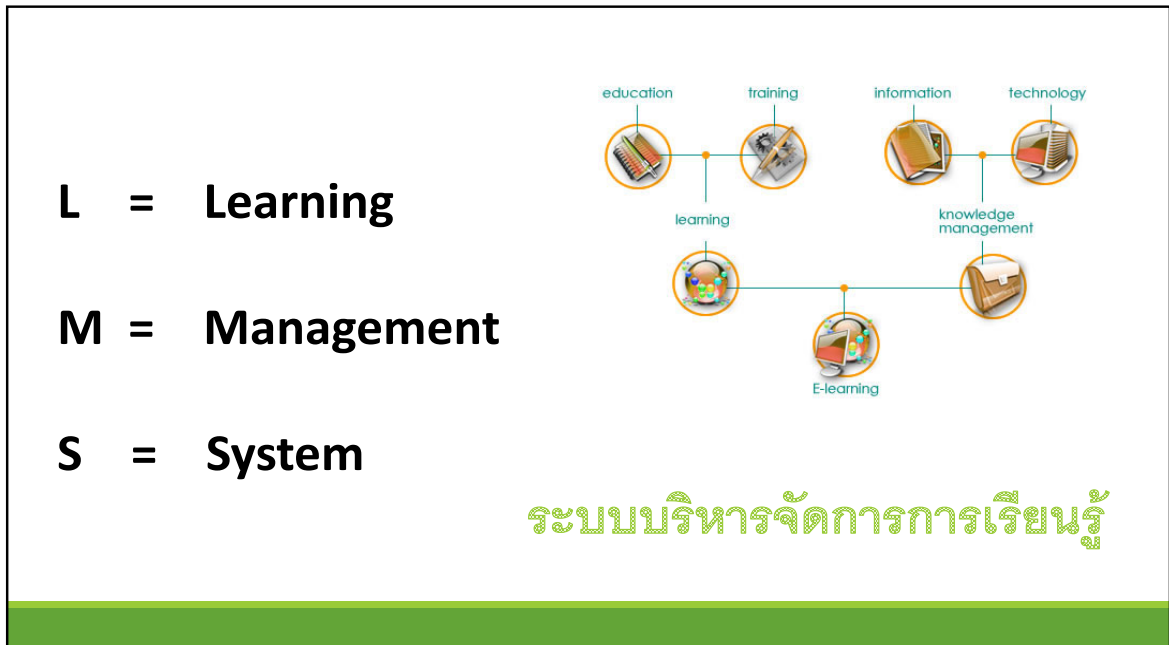 L = Learning
M = Management
S = System
education training information technology
learning
knowledge
management
E-learning
ระบบบริหารจัดการการเรียนรู้